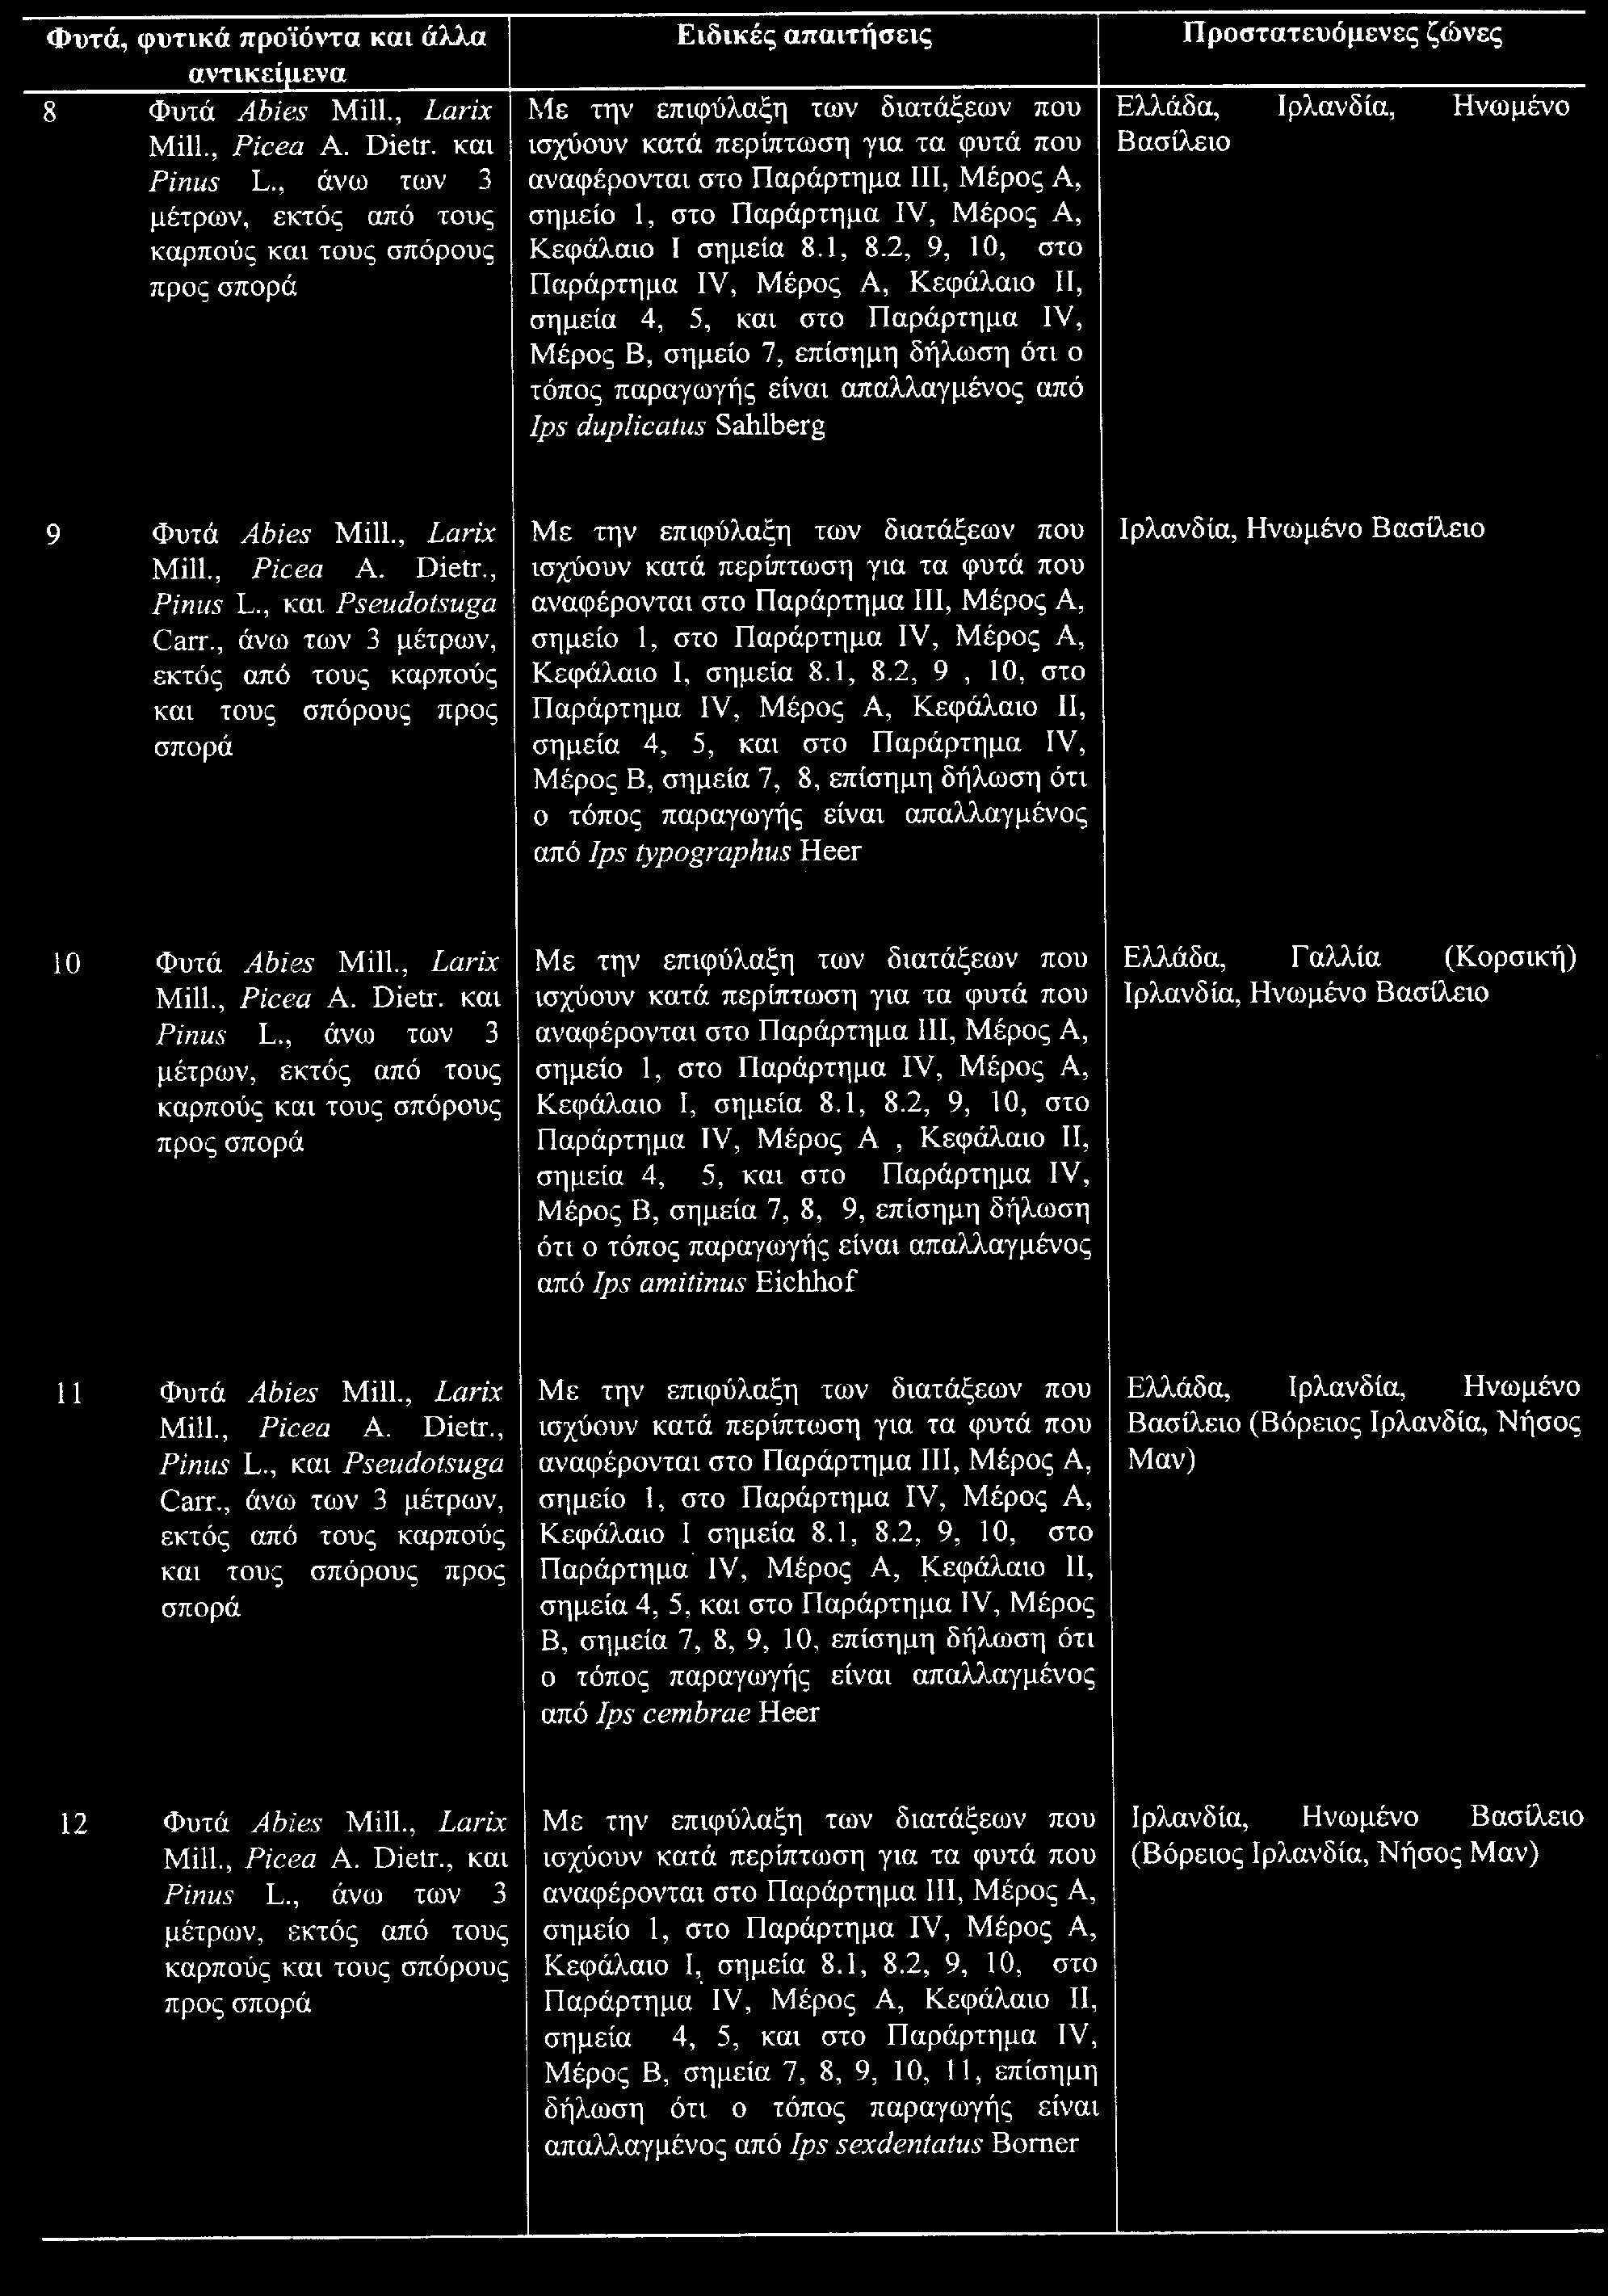 Φυτά, φυτικά προϊόντα και άλλα αντικείμενα
Ειδικές απαιτήσεις
Προστατευόμενες ζώνες
8
Φυτά Abies Mill., Larix
Mill., Picea A. Dietr. και
Pinus L., άνω των 3
μέτρων, εκτός από τους
καρπούς και τους σπόρους
προς σπορά
Με την επιφύλαξη των διατάξεων που
ισχύουν κατά περίπτωση για τα φυτά που
αναφέρονται στο Παράρτημα III, Μέρος Α,
σημείο 1, στο Παράρτημα IV, Μέρος Α,
Κεφάλαιο Ι σημεία 8.1, 8.2, 9, 10, στο
Παράρτημα IV, Μέρος Α, Κεφάλαιο ΙΙ,
σημεία 4, 5, και στο Παράρτημα IV,
Μέρος Β, σημείο 7, επίσημη δήλωση ότι ο
τόπος παραγωγής είναι απαλλαγμένος από
Ips duplicatus Sahlberg
Ελλάδα, Ιρλανδία, Ηνωμένο
Βασίλειο
9
Φυτά Abies Mill., Larix
Mill., Picea A. Dietr.,
Pinus L., και Pseudotsuga
Carr., άνω των 3 μέτρων,
εκτός από τους καρπούς
και τους σπόρους προς
σπορά
Με την επιφύλαξη των διατάξεων που
ισχύουν κατά περίπτωση για τα φυτά που
αναφέρονται στο Παράρτημα III, Μέρος Α,
σημείο 1, στο Παράρτημα IV, Μέρος Α,
Κεφάλαιο Ι, σημεία 8.1, 8.2, 9 , 10, στο
Παράρτημα IV, Μέρος Α, Κεφάλαιο ΙΙ,
σημεία 4, 5, και στο Παράρτημα IV,
Μέρος Β, σημεία 7, 8, επίσημη δήλωση ότι
ο τόπος παραγωγής είναι απαλλαγμένος
από Ips typographus Heer
Ιρλανδία, Ηνωμένο Βασίλειο
10
Φυτά Abies Mill., Larix
Mill., Picea A. Dietr. και
Pinus L., άνω των 3
μέτρων, εκτός από τους
καρπούς και τους σπόρους
προς σπορά
Με την επιφύλαξη των διατάξεων που
ισχύουν κατά περίπτωση για τα φυτά που
αναφέρονται στο Παράρτημα III, Μέρος Α,
σημείο 1, στο Παράρτημα IV, Μέρος Α,
Κεφάλαιο Ι, σημεία 8.1, 8.2, 9, 10, στο
Παράρτημα IV, Μέρος Α , Κεφάλαιο ΙΙ,
σημεία 4, 5, και στο Παράρτημα IV,
Μέρος Β, σημεία 7, 8, 9, επίσημη δήλωση
ότι ο τόπος παραγωγής είναι απαλλαγμένος
από Ips amitinus Eichhof
Ελλάδα, Γαλλία (Κορσική)
Ιρλανδία, Ηνωμένο Βασίλειο
11
Φυτά Abies Mill., Larix
Mill., Picea A. Dietr.,
Pinus L., και Pseudotsuga
Carr., άνω των 3 μέτρων,
εκτός από τους καρπούς
και τους σπόρους προς
σπορά
Με την επιφύλαξη των διατάξεων που
ισχύουν κατά περίπτωση για τα φυτά που
αναφέρονται στο Παράρτημα III, Μέρος Α,
σημείο 1, στο Παράρτημα IV, Μέρος Α,
Κεφάλαιο Ι σημεία 8.1, 8.2, 9, 10, στο
Παράρτημα IV, Μέρος Α, Κεφάλαιο ΙΙ,
σημεία 4, 5, και στο Παράρτημα IV, Μέρος
Β, σημεία 7, 8, 9, 10, επίσημη δήλωση ότι
ο τόπος παραγωγής είναι απαλλαγμένος
από Ips cembrae Heer
Ελλάδα, Ιρλανδία, Ηνωμένο
Βασίλειο (Βόρειος Ιρλανδία, Νήσος
Μαν)
12
Φυτά Abies Mill., Larix
Mill., Picea A. Dietr., και
Pinus L., άνω των 3
μέτρων, εκτός από τους
καρπούς και τους σπόρους
προς σπορά
Με την επιφύλαξη των διατάξεων που
ισχύουν κατά περίπτωση για τα φυτά που
αναφέρονται στο Παράρτημα III, Μέρος Α,
σημείο 1, στο Παράρτημα IV, Μέρος Α,
Κεφάλαιο Ι, σημεία 8.1, 8.2, 9, 10, στο
Παράρτημα IV, Μέρος Α, Κεφάλαιο ΙΙ,
σημεία 4, 5, και στο Παράρτημα IV,
Μέρος Β, σημεία 7, 8, 9, 10, 11, επίσημη
δήλωση ότι ο τόπος παραγωγής είναι
απαλλαγμένος από Ips sexdentatus Borner
Ιρλανδία, Ηνωμένο Βασίλειο
(Βόρειος Ιρλανδία, Νήσος Μαν)